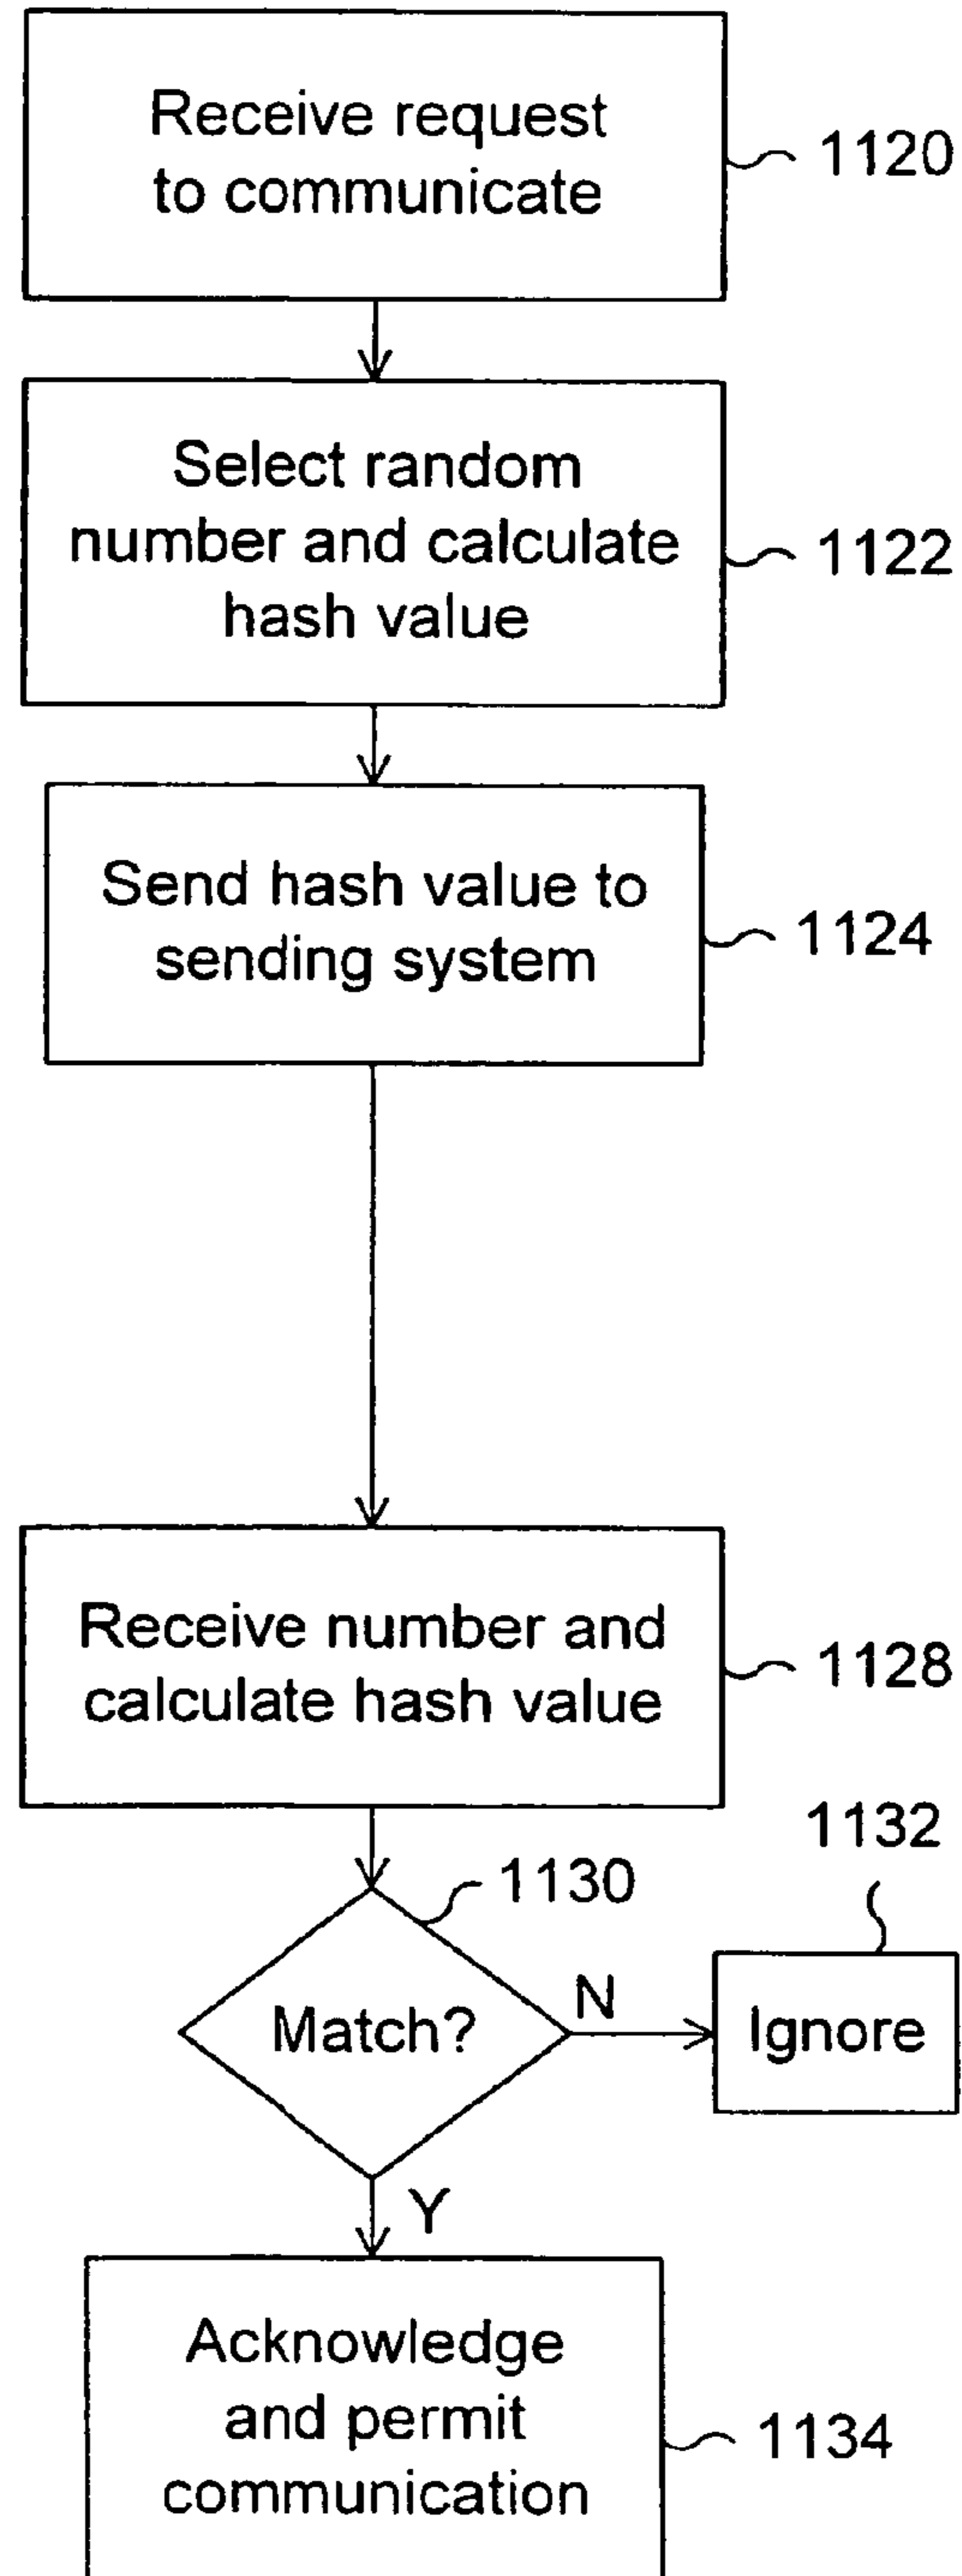 Receive request
to communicate
1120
Select random
number and calculate
hash value
1122
Send hash value to
sending system
1124
Receive number and
calculate hash value
1128
1132
1130
Match?
N
Ignore
Y
Acknowledge
and permit
communication
1134